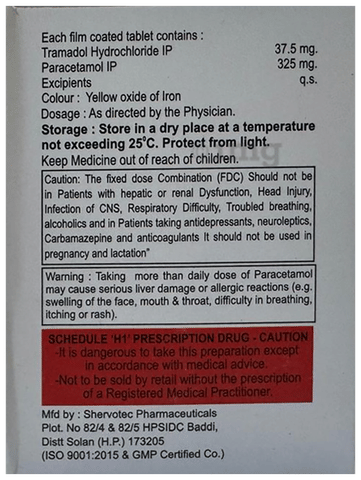 Each film coated tablet contains :
Tramadol Hydrochloride IP 37.5 mg.
Paracetamol IP 325 mg.
Excipients q.s.
Colour : Yellow oxide of Iron
Dosage : As directed by the Physician.
Storage : Store in a dry place at a temperature
not exceeding 25°C. Protect from light.
Keep Medicine out of reach of children.
Caution: The fixed dose Combination (FDC) Should not be
in Patients with hepatic or renal Dysfunction, Head Injury,
Infection of CNS, Respiratory Difficulty, Troubled breathing,
alcoholics and in Patients taking antidepressants, neuroleptics,
Carbamazepine and anticoagulants It should not be used in
pregnancy and lactation"
Warning : Taking more than daily dose of Paracetamol
may cause serious liver damage or allergic reactions (e.g.
swelling of the face, mouth & throat, difficulty in breathing,
itching or rash).
SCHEDULE 'H1' PRESCRIPTION DRUG - CAUTION
-It is dangerous to take this preparation except
in accordance with medical advice.
-Not to be sold by retail without the prescription
of a Registered Medical Practitioner.
Mfd by : Shervotec Pharmaceuticals
Plot. No 82/4 & 82/5 HPSIDC Baddi,
Distt Solan (H.P.) 173205
(ISO 9001:2015 & GMP Certified Co.)